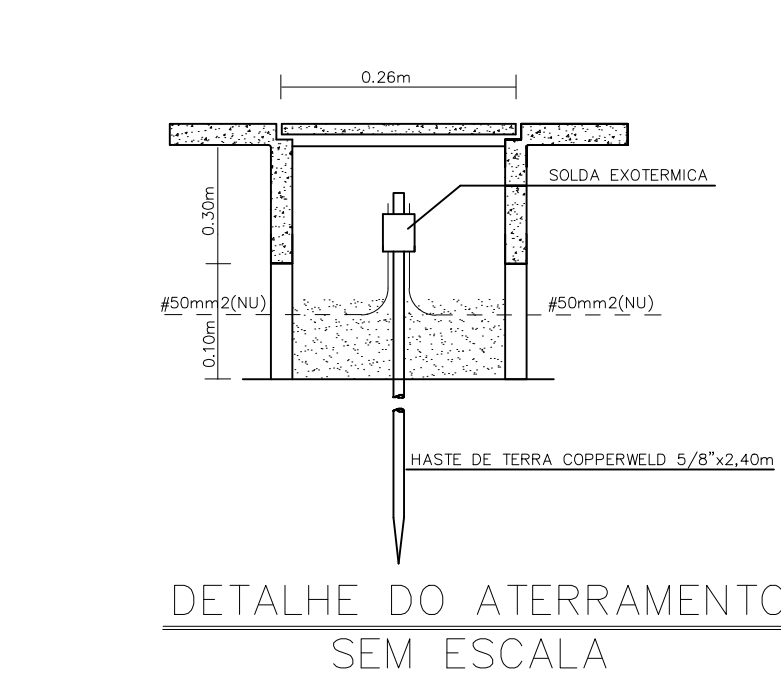 0.26m
SOLDA EXOTERMICA
0.30m
#50mm2(NU)
#50mm2(NU)
0.10m
HASTE DE TERRA COPPERWELD 5/8"x2,40m
DETALHE DO ATERRAMENTO
SEM ESCALA